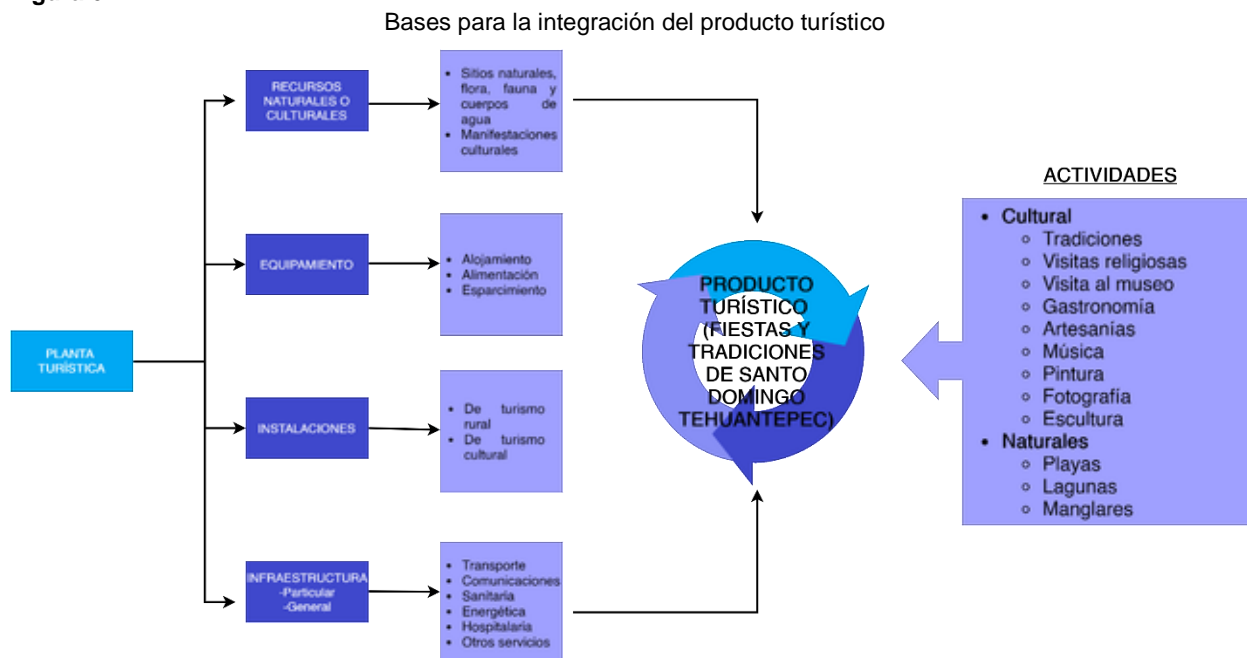 Bases para la integración del producto turístico
PLANTA
TURÍSTICA
RECURSOS
NATURALES O
CULTURALES
• Sitios naturales,
flora, fauna y
cuerpos de
agua
• Manifestaciones
culturales
EQUIPAMIENTO
• Alojamiento
• Alimentación
• Esparcimiento
INSTALACIONES
• De turismo
rural
• De turismo
cultural
INFRAESTRUCTURA
-Particular
-General
• Transporte
• Comunicaciones
• Sanitaria
• Energética
• Hospitalaria
• Otros servicios
PRODUCTO
TURÍSTICO
(FIESTAS Y
TRADICIONES
DE SANTO
DOMINGO
TEHUANTEPEC)
ACTIVIDADES
• Cultural
○ Tradiciones
○ Visitas religiosas
○ Visita al museo
○ Gastronomía
○ Artesanías
○ Música
○ Pintura
○ Fotografía
○ Escultura
• Naturales
○ Playas
○ Lagunas
○ Manglares